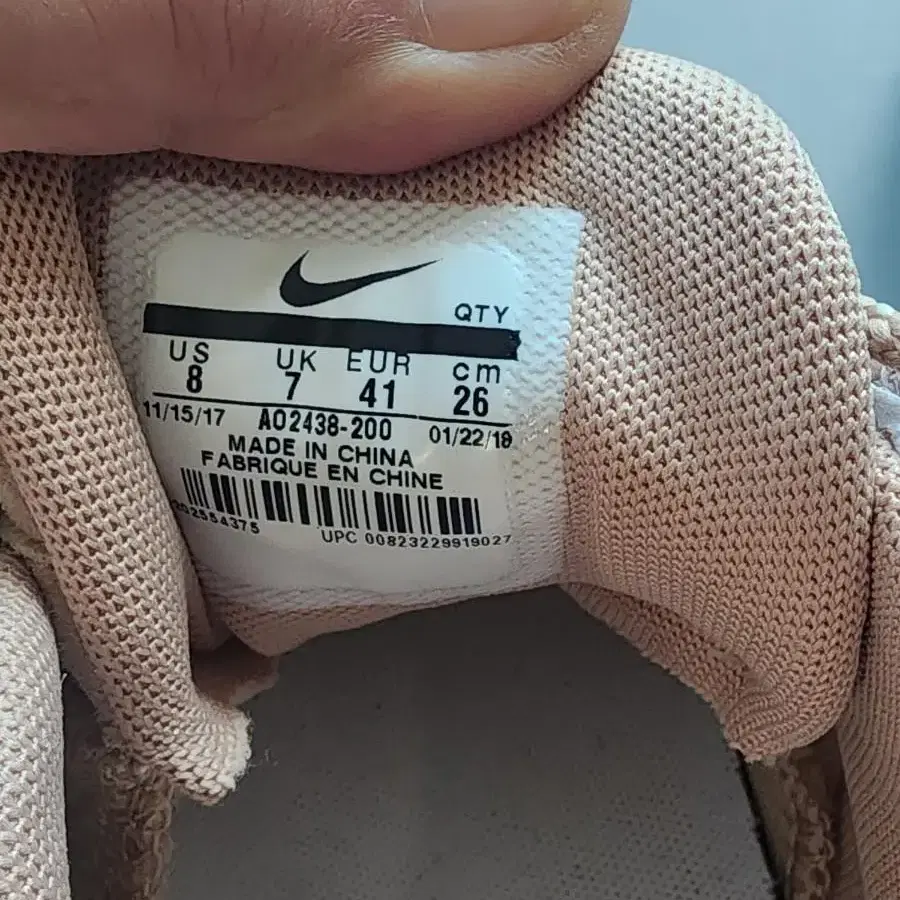 QTY
US UK EUR cm
8 7 41 26
11/15/17 AO2438-200 01/22/18
MADE IN CHINA
FABRIQUE EN CHINE
UPC 00823229919027